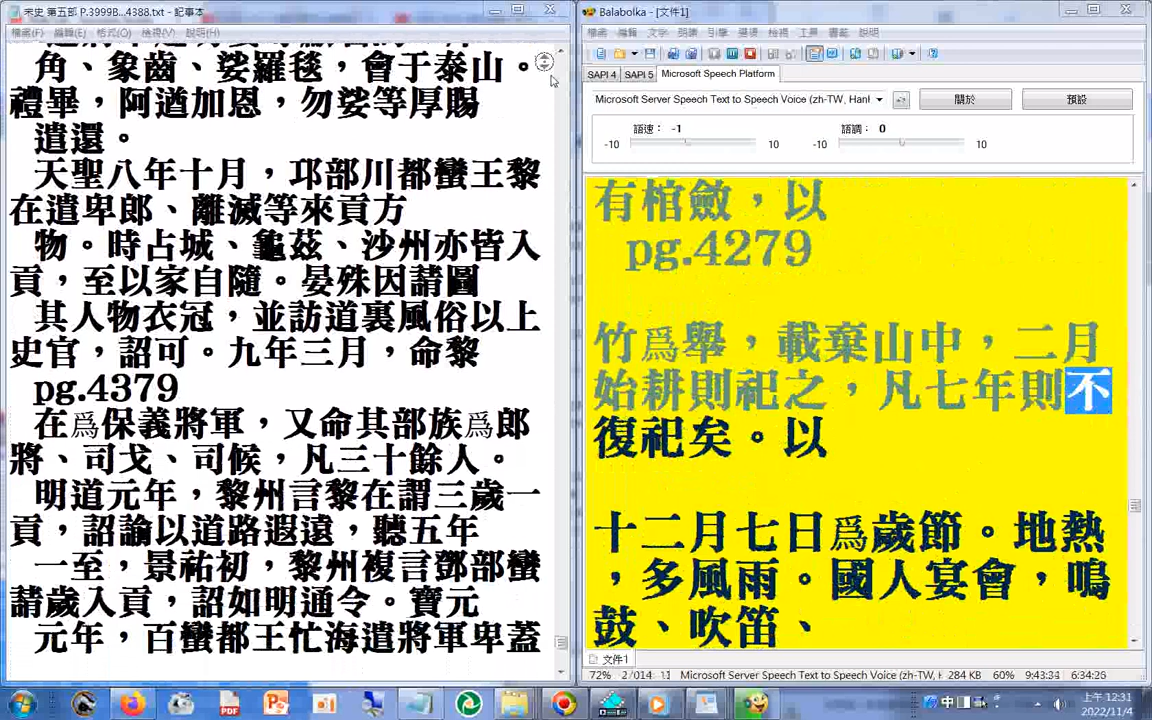 宋史 第五部 P.3999B...4388.txt - 記事本
檔案(F) 編輯(E) 格式(O) 檢視(V) 說明(H)
角、象齒、娑羅毯，會于泰山。
禮畢，阿遒加恩，勿娑等厚賜
遣還。
天聖八年十月，邛部川都蠻王黎
在遣卑郎、離滅等來貢方
物。時占城、龜茲、沙州亦皆入
貢，至以家自隨。晏殊因請圖
其人物衣冠，並訪道裏風俗以上
史官，詔可。九年三月，命黎
pg.4379
在爲保義將軍，又命其部族爲郎
將、司戈、司候，凡三十餘人。
明道元年，黎州言黎在謂三歲一
貢，詔諭以道路遐遠，聽五年
一至，景祐初，黎州複言鄧部蠻
請歲入貢，詔如明通令。寶元
元年，百蠻都王忙海遣將軍卑蓋
Balabolka - [文件1]
檔案 編輯 文字 朗讀 引擎 選項 檢視 工具 書籤 說明
SAPI 4 SAPI 5 Microsoft Speech Platform
Microsoft Server Speech Text to Speech Voice (zh-TW, Hanl 關於 預設
語速： -1 語調： 0
-10 10 -10 10
有棺斂，以
pg.4279
竹爲舉，載棄山中，二月
始耕則祀之，凡七年則不
復祀矣。以
十二月七日爲歲節。地熱
，多風雨。國人宴會，鳴
鼓、吹笛、
文件1
72% Microsoft Server Speech Text to Speech Voice (zh-TW, H 284 KB 60% 9:43:34 6:34:26
上午 12:31
2022/11/4